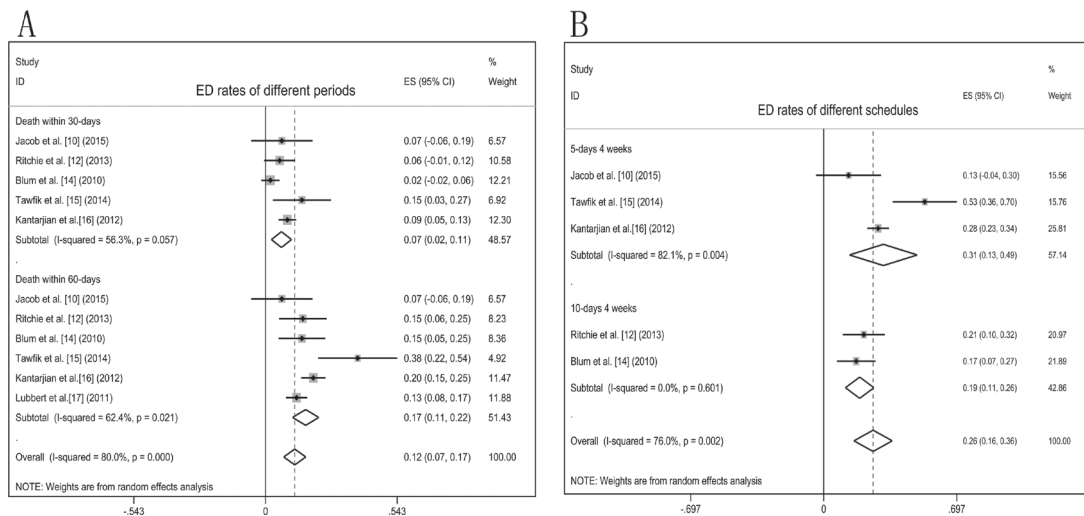 A
Study %
ID ES (95% CI) Weight
ED rates of different periods
Death within 30-days
Jacob et al. [10] (2015) 0.07 (-0.06, 0.19) 6.57
Ritchie et al. [12] (2013) 0.06 (-0.01, 0.12) 10.58
Blum et al. [14] (2010) 0.02 (-0.02, 0.06) 12.21
Tawfik et al. [15] (2014) 0.15 (0.03, 0.27) 6.92
Kantarjian et al.[16] (2012) 0.09 (0.05, 0.13) 12.30
Subtotal (I-squared = 56.3%, p = 0.057) 0.07 (0.02, 0.11) 48.57
.
Death within 60-days
Jacob et al. [10] (2015) 0.07 (-0.06, 0.19) 6.57
Ritchie et al. [12] (2013) 0.15 (0.06, 0.25) 8.23
Blum et al. [14] (2010) 0.15 (0.05, 0.25) 8.36
Tawfik et al. [15] (2014) 0.38 (0.22, 0.54) 4.92
Kantarjian et al.[16] (2012) 0.20 (0.15, 0.25) 11.47
Lubbert et al.[17] (2011) 0.13 (0.08, 0.17) 11.88
Subtotal (I-squared = 62.4%, p = 0.021) 0.17 (0.11, 0.22) 51.43
.
Overall (I-squared = 80.0%, p = 0.000) 0.12 (0.07, 0.17) 100.00
NOTE: Weights are from random effects analysis
-.543 0 .543
B
Study %
ID ES (95% CI) Weight
ED rates of different schedules
5-days 4 weeks
Jacob et al. [10] (2015) 0.13 (-0.04, 0.30) 15.56
Tawfik et al. [15] (2014) 0.53 (0.36, 0.70) 15.76
Kantarjian et al.[16] (2012) 0.28 (0.23, 0.34) 25.81
Subtotal (I-squared = 82.1%, p = 0.004) 0.31 (0.13, 0.49) 57.14
.
10-days 4 weeks
Ritchie et al. [12] (2013) 0.21 (0.10, 0.32) 20.97
Blum et al. [14] (2010) 0.17 (0.07, 0.27) 21.89
Subtotal (I-squared = 0.0%, p = 0.601) 0.19 (0.11, 0.26) 42.86
.
Overall (I-squared = 76.0%, p = 0.002) 0.26 (0.16, 0.36) 100.00
NOTE: Weights are from random effects analysis
-.697 0 .697